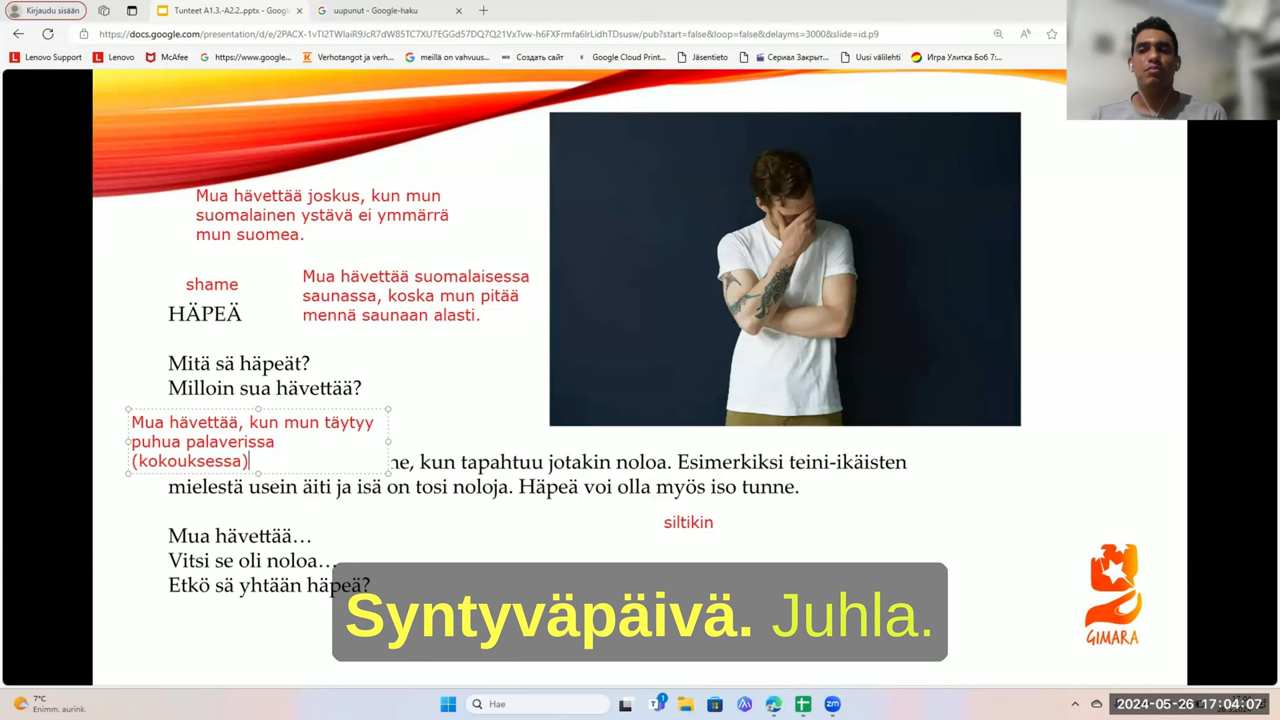 Kirjaudu sisään
Tunteet A1.3.-A2.2..pptx - Google
uupunut - Google-haku
https://docs.google.com/presentation/d/e/2PACX-1vTI2TWlaiR9JcR7dW85TC7XU7EGGd57DQ7Q21VxTvw-h6FXFrmfa6lrLidhTDsusw/pub?start=false&loop=false&delayms=3000&slide=id.p9
Lenovo Support
Lenovo
McAfee
https://www.google...
Verhotangot ja verh...
meillä on vahvuus...
Создать сайт
Google Cloud Print...
Jäsentieto
Сериал Закрыт...
Uusi välilehti
Игра Улитка Боб 7:...
Mua hävettää joskus, kun mun
suomalainen ystävä ei ymmärrä
mun suomea.
shame
Mua hävettää suomalaisessa
saunassa, koska mun pitää
mennä saunaan alasti.
HÄPEÄ
Mitä sä häpeät?
Milloin sua hävettää?
Mua hävettää, kun mun täytyy
puhua palaverissa
(kokouksessa)
ne, kun tapahtuu jotakin noloa. Esimerkiksi teini-ikäisten
mielestä usein äiti ja isä on tosi noloja. Häpeä voi olla myös iso tunne.
siltikin
Mua hävettää…
Vitsi se oli noloa…
Etkö sä yhtään häpeä?
Syntyväpäivä. Juhla.
GIMARA
7°C
Enimm. aurink.
Hae
2024-05-26 17:04:07